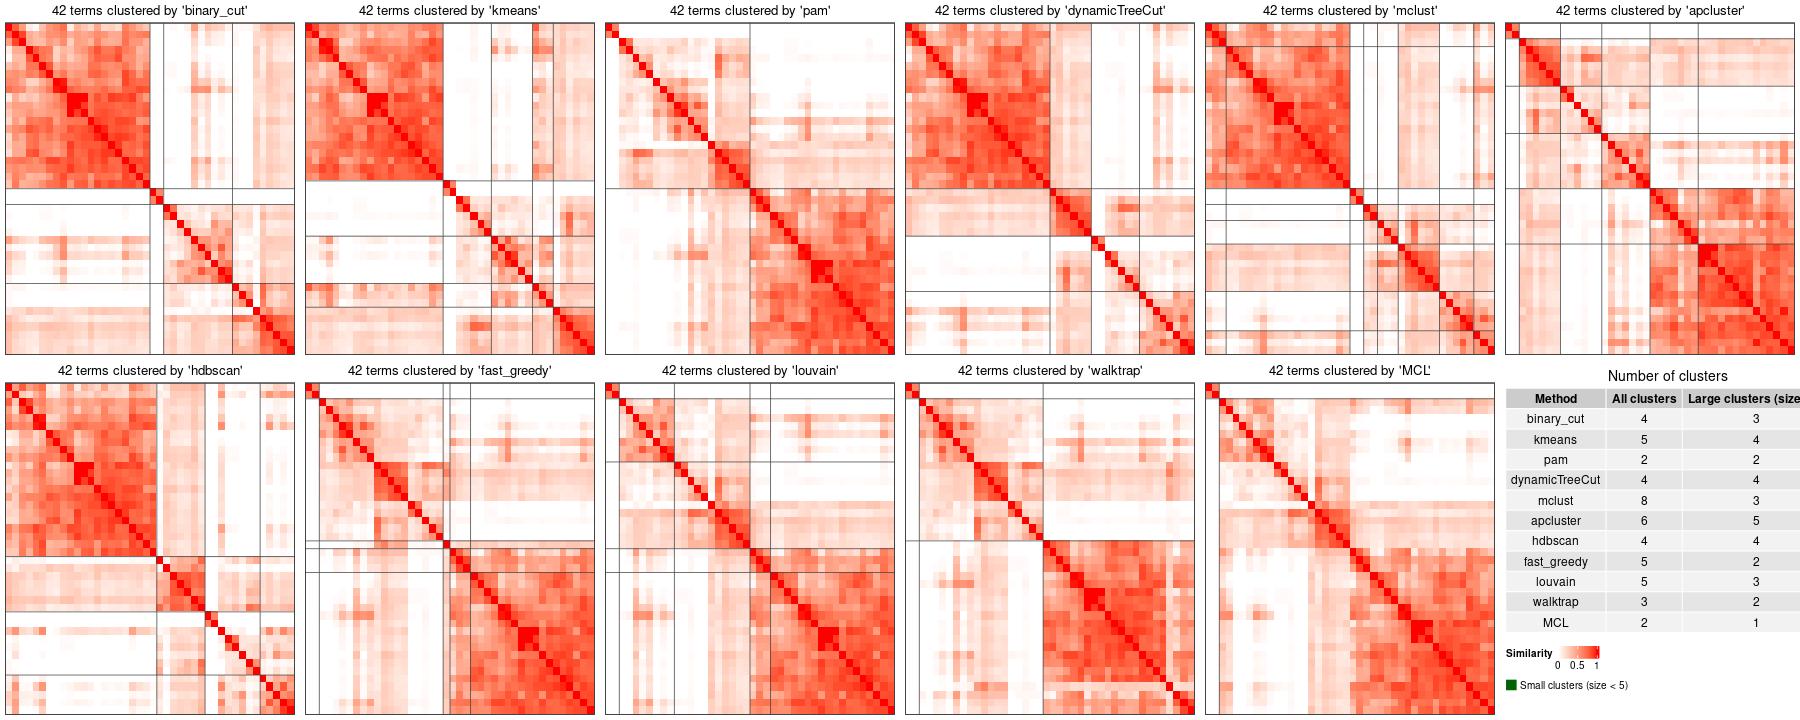 42 terms clustered by 'binary_cut'
42 terms clustered by 'kmeans'
42 terms clustered by 'pam'
42 terms clustered by 'dynamicTreeCut'
42 terms clustered by 'mclust'
42 terms clustered by 'apcluster'
42 terms clustered by 'hdbscan'
42 terms clustered by 'fast_greedy'
42 terms clustered by 'louvain'
42 terms clustered by 'walktrap'
42 terms clustered by 'MCL'
Number of clusters
Method All clusters Large clusters (size
binary_cut 4 3
kmeans 5 4
pam 2 2
dynamicTreeCut 4 4
mclust 8 3
apcluster 6 5
hdbscan 4 4
fast_greedy 5 2
louvain 5 3
walktrap 3 2
MCL 2 1
Similarity
0 0.5 1
Small clusters (size < 5)